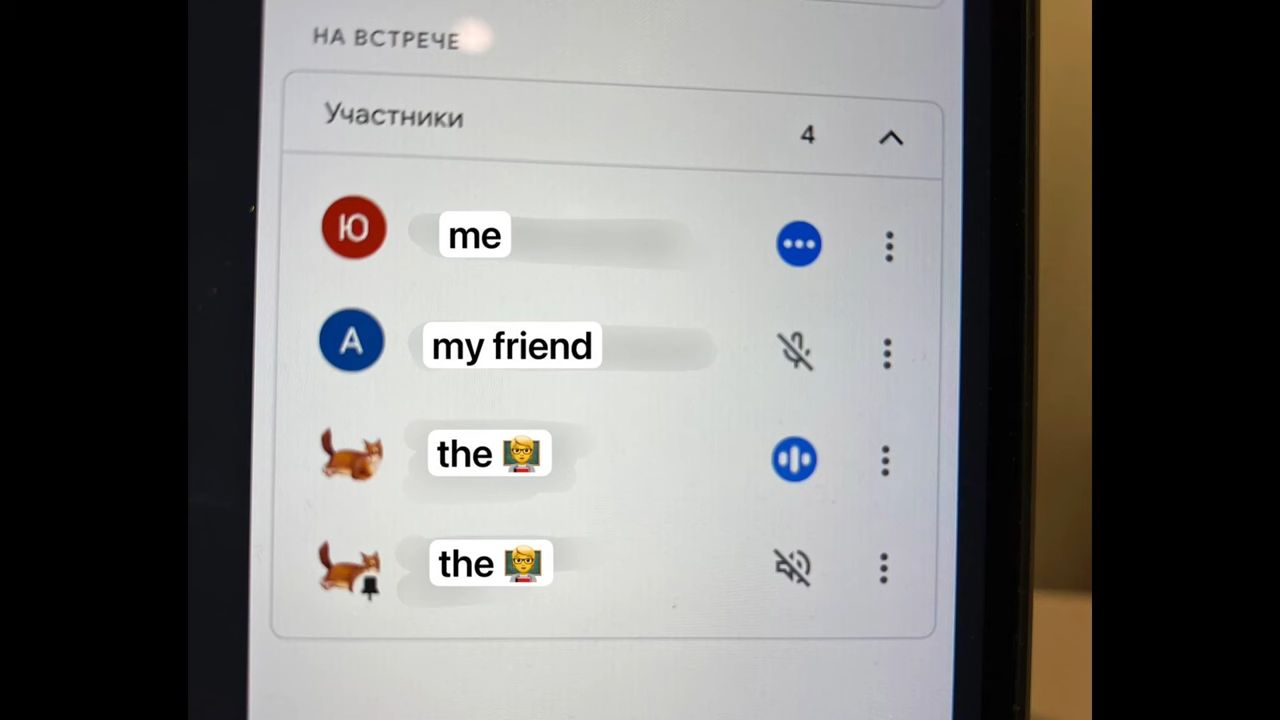 НА ВСТРЕЧЕ
Участники 4
Ю me
А my friend
the
the